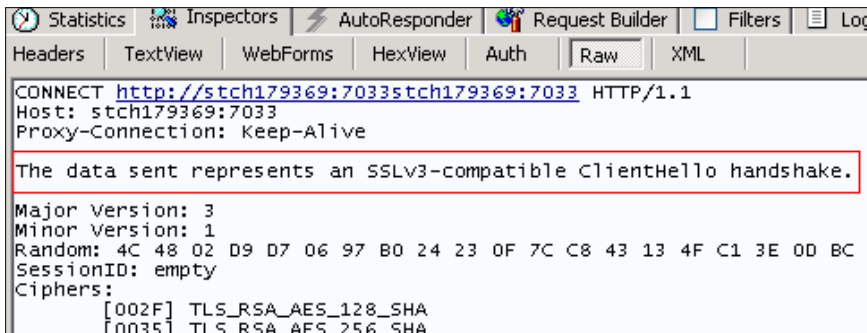 Statistics Inspectors AutoResponder Request Builder Filters Log
Headers TextView WebForms HexView Auth Raw XML
CONNECT http://stch179369:7033stch179369:7033 HTTP/1.1
Host: stch179369:7033
Proxy-Connection: Keep-Alive
The data sent represents an SSLv3-compatible ClientHello handshake.
Major Version: 3
Minor Version: 1
Random: 4C 48 02 D9 D7 06 97 B0 24 23 0F 7C C8 43 13 4F C1 3E 0D BC
SessionID: empty
Ciphers:
[002F] TLS_RSA_AES_128_SHA
[0035] TLS_RSA_AES_256_SHA